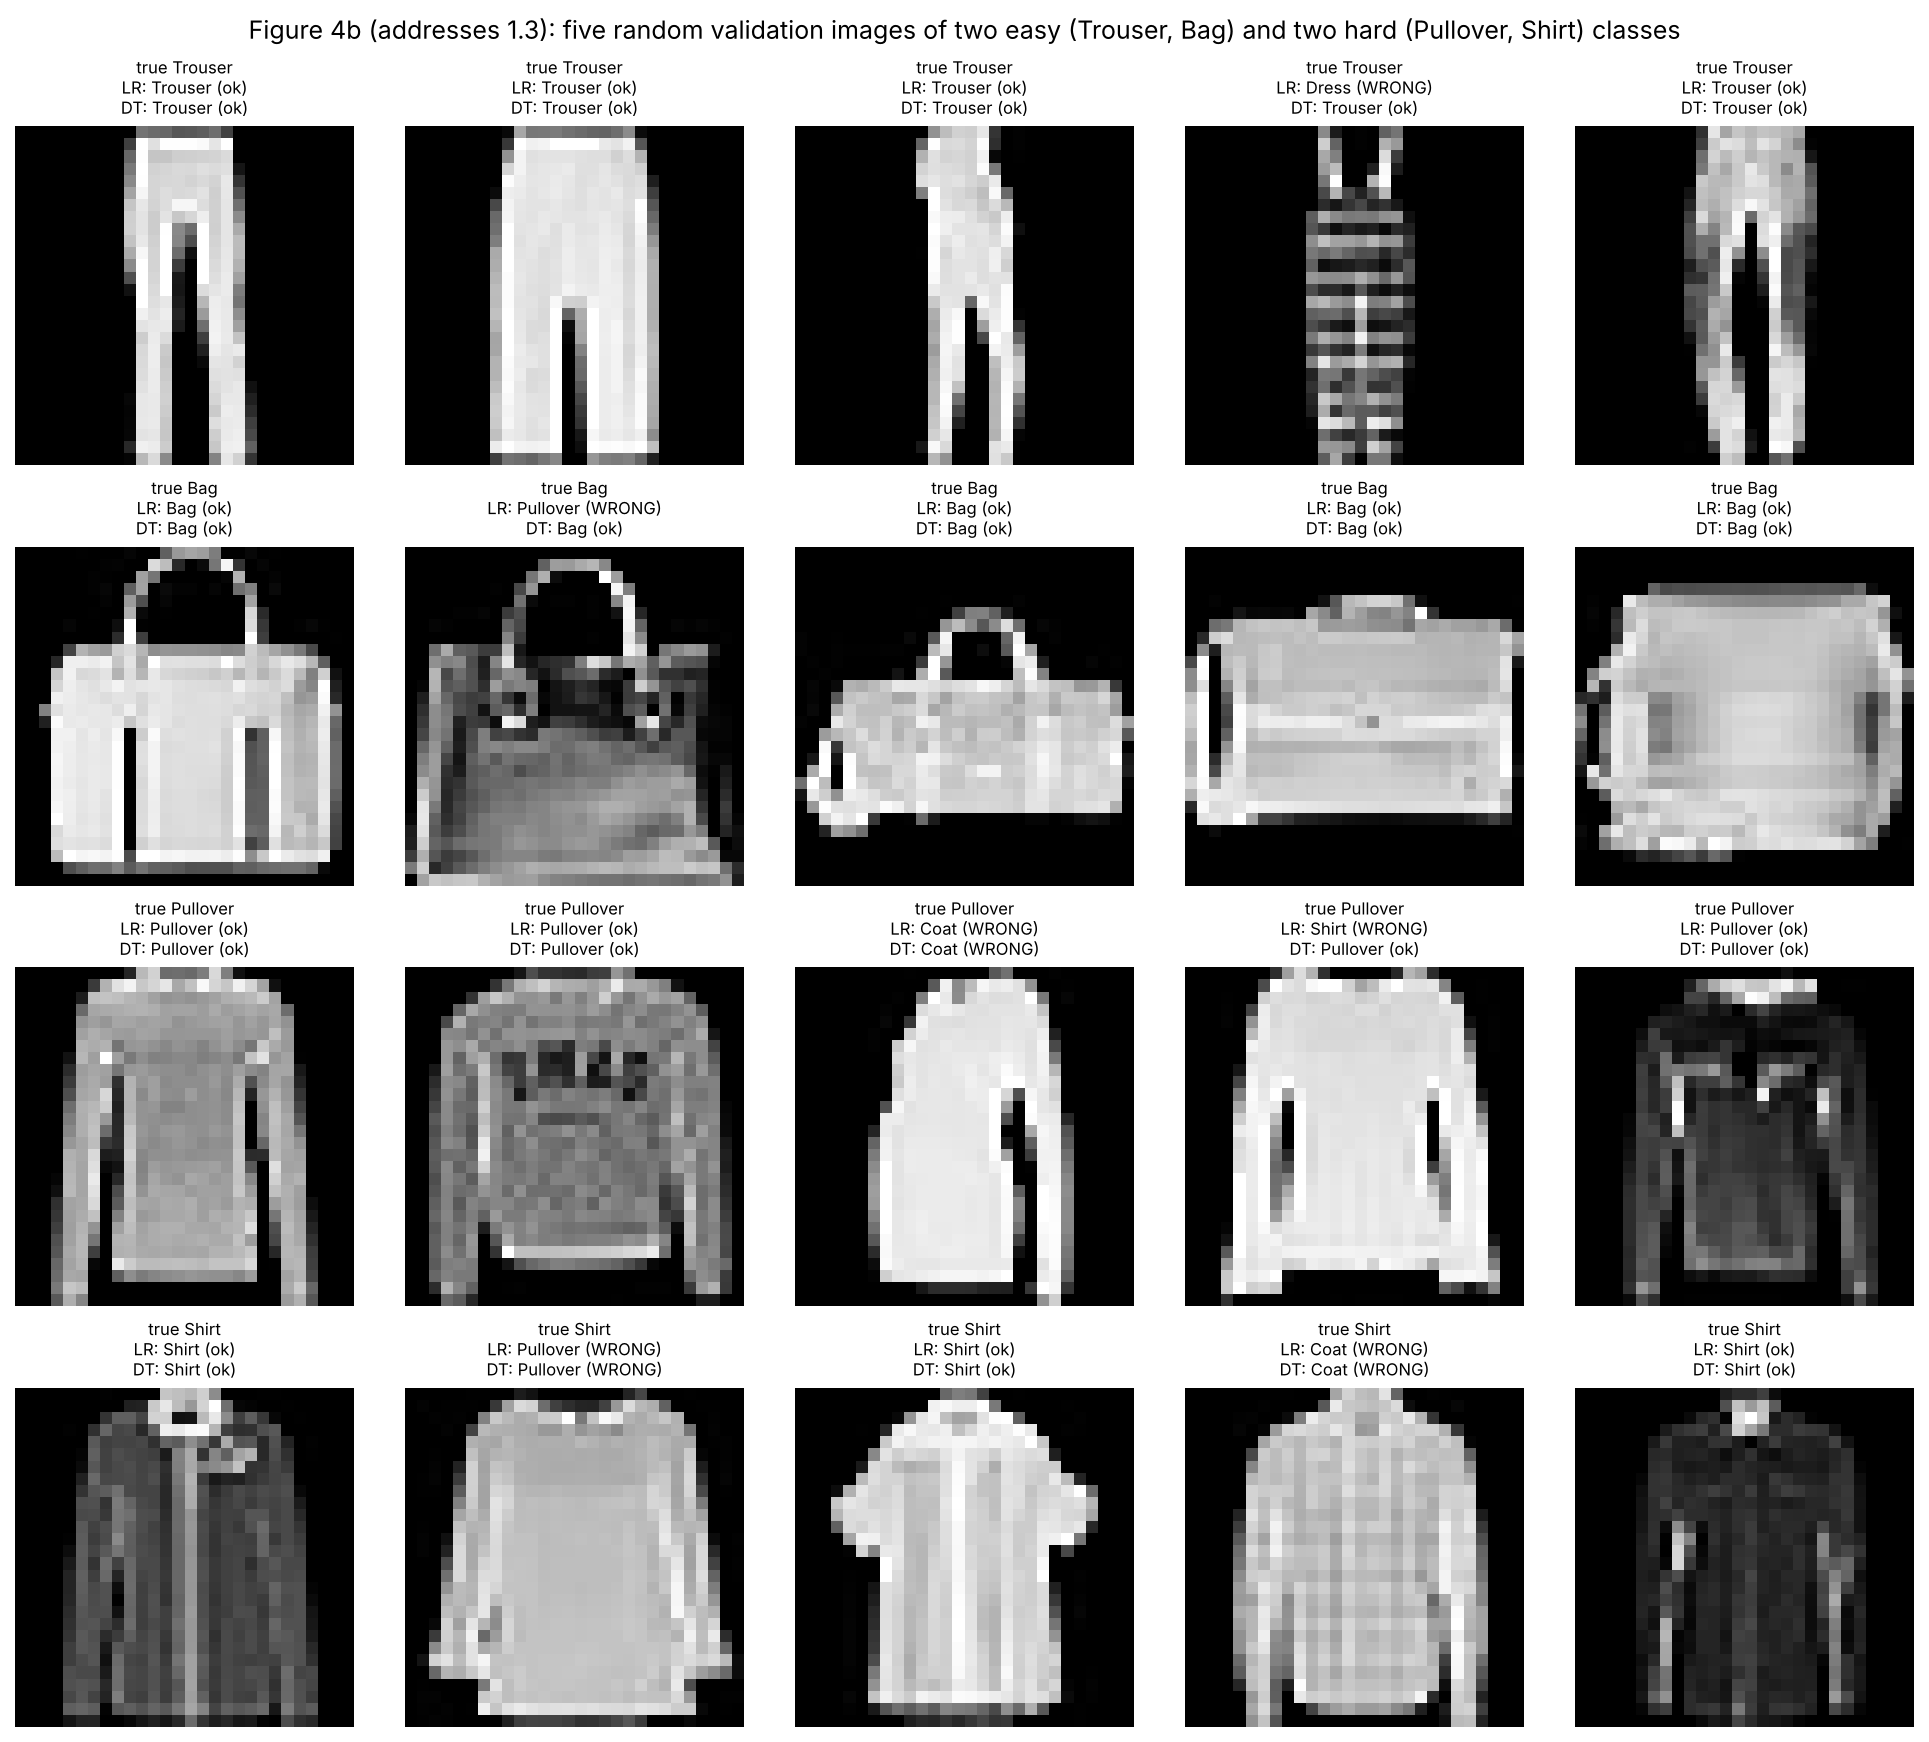 Figure 4b (addresses 1.3): five random validation images of two easy (Trouser, Bag) and two hard (Pullover, Shirt) classes
true Trouser
LR: Trouser (ok)
DT: Trouser (ok)
true Trouser
LR: Trouser (ok)
DT: Trouser (ok)
true Trouser
LR: Trouser (ok)
DT: Trouser (ok)
true Trouser
LR: Dress (WRONG)
DT: Trouser (ok)
true Trouser
LR: Trouser (ok)
DT: Trouser (ok)
true Bag
LR: Bag (ok)
DT: Bag (ok)
true Bag
LR: Pullover (WRONG)
DT: Bag (ok)
true Bag
LR: Bag (ok)
DT: Bag (ok)
true Bag
LR: Bag (ok)
DT: Bag (ok)
true Bag
LR: Bag (ok)
DT: Bag (ok)
true Pullover
LR: Pullover (ok)
DT: Pullover (ok)
true Pullover
LR: Pullover (ok)
DT: Pullover (ok)
true Pullover
LR: Coat (WRONG)
DT: Coat (WRONG)
true Pullover
LR: Shirt (WRONG)
DT: Pullover (ok)
true Pullover
LR: Pullover (ok)
DT: Pullover (ok)
true Shirt
LR: Shirt (ok)
DT: Shirt (ok)
true Shirt
LR: Pullover (WRONG)
DT: Pullover (WRONG)
true Shirt
LR: Shirt (ok)
DT: Shirt (ok)
true Shirt
LR: Coat (WRONG)
DT: Coat (WRONG)
true Shirt
LR: Shirt (ok)
DT: Shirt (ok)